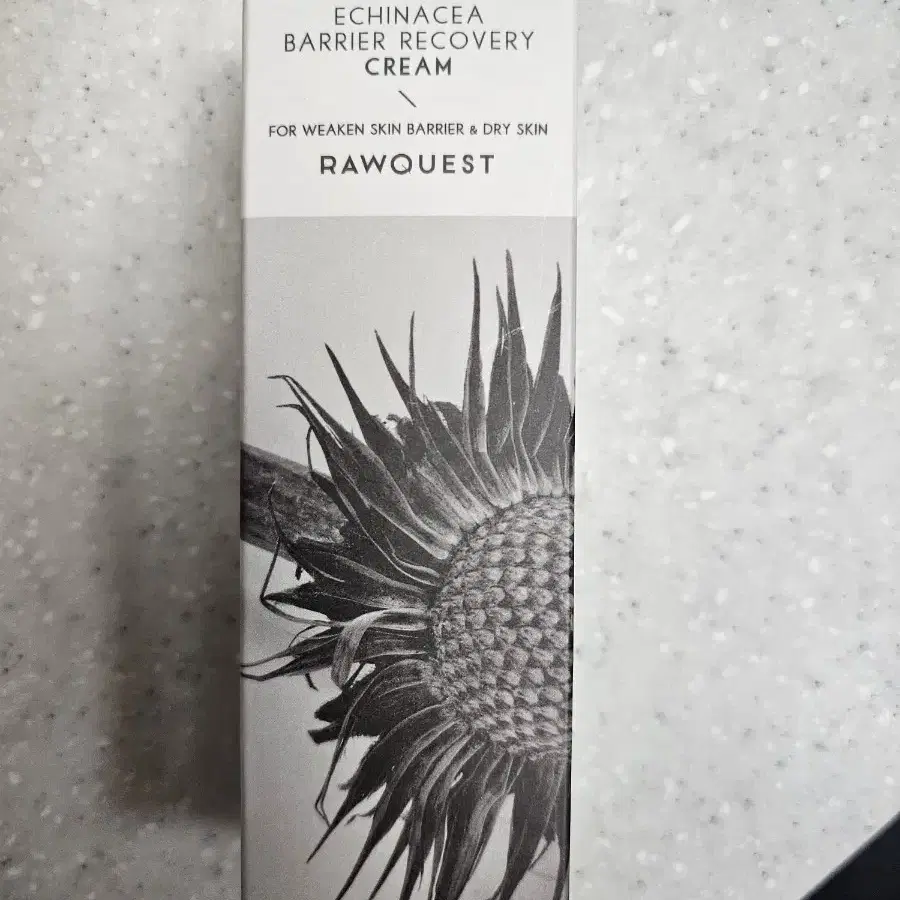 ECHINACEA
BARRIER RECOVERY
CREAM
FOR WEAKEN SKIN BARRIER & DRY SKIN
RAWQUEST